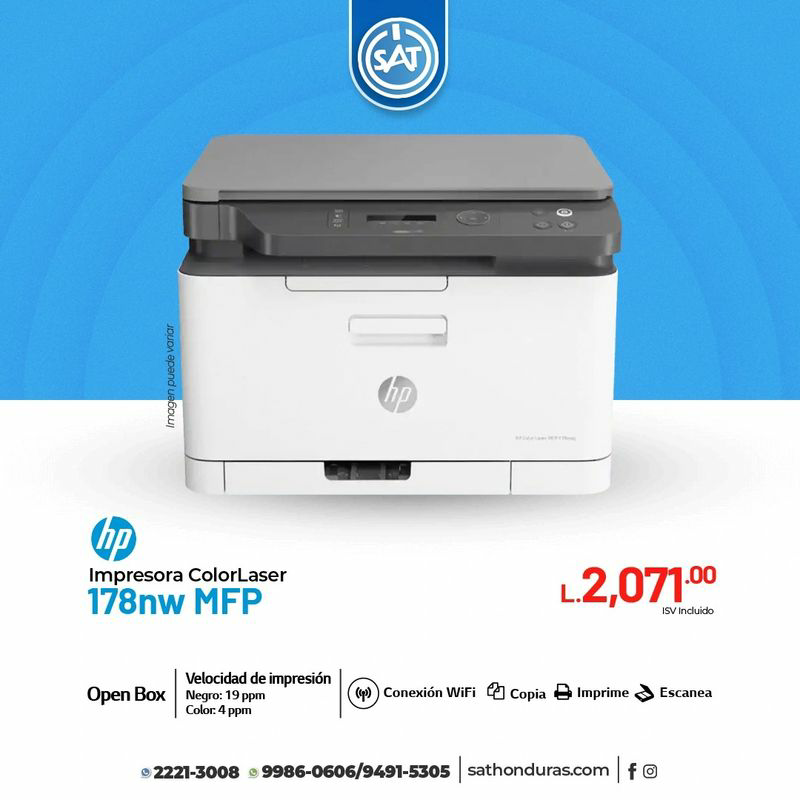 SAT
Imagen puede variar
hp
hp
Impresora ColorLaser
178nw MFP
L.2,071.00
ISV Incluido
Open Box
Velocidad de impresión
Negro: 19 ppm
Color: 4 ppm
Conexión WiFi
Copia
Imprime
Escanea
2221-3008 9986-0606/9491-5305 sathonduras.com